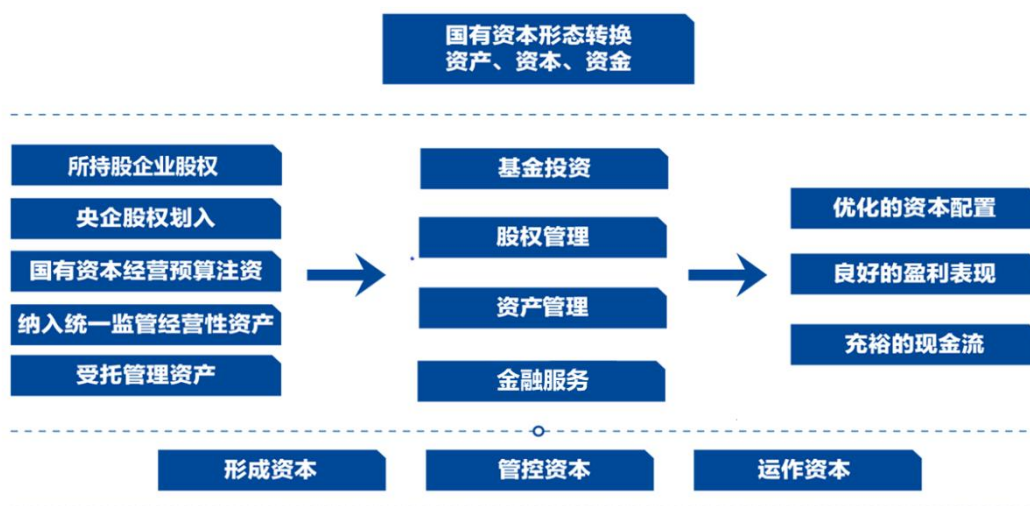 国有资本形态转换
资产、资本、资金
所持股企业股权
央企股权划入
国有资本经营预算注资
纳入统一监管经营性资产
受托管理资产
基金投资
股权管理
资产管理
金融服务
优化的资本配置
良好的盈利表现
充裕的现金流
形成资本
管控资本
运作资本